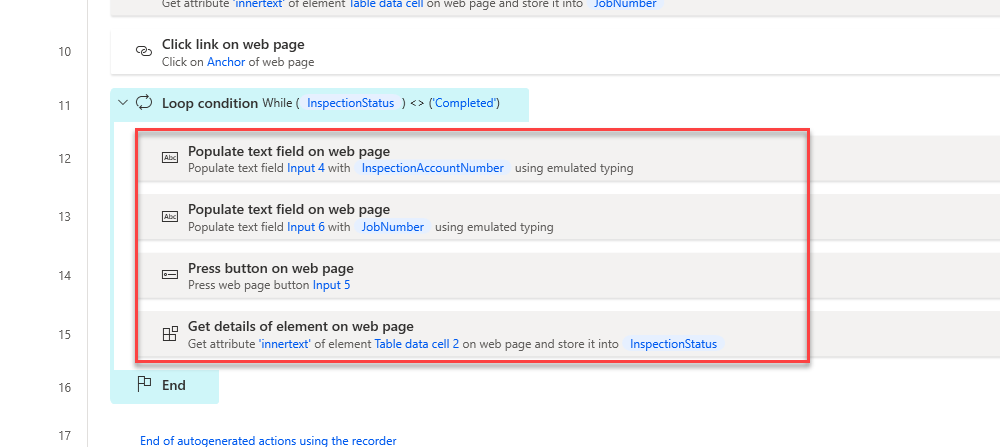 Get attribute 'innertext' of element Table data cell on web page and store it into JobNumber
10
Click link on web page
Click on Anchor of web page
11
Loop condition While ( InspectionStatus ) <> ('Completed')
12
Abc
Populate text field on web page
Populate text field Input 4 with InspectionAccountNumber using emulated typing
13
Abc
Populate text field on web page
Populate text field Input 6 with JobNumber using emulated typing
14
Press button on web page
Press web page button Input 5
15
Get details of element on web page
Get attribute 'innertext' of element Table data cell 2 on web page and store it into InspectionStatus
16
End
17
End of autogenerated actions using the recorder